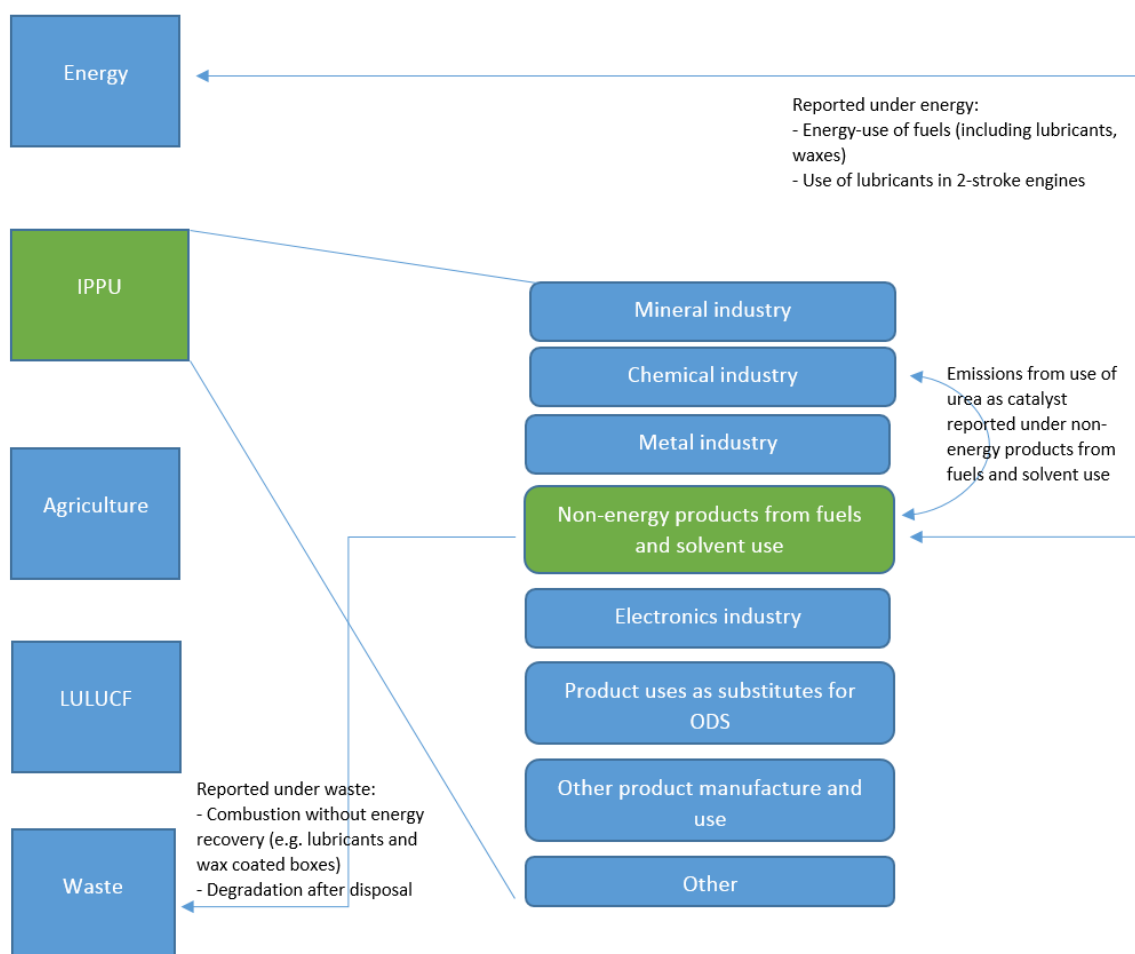 Energy
Reported under energy:
- Energy-use of fuels (including lubricants,
waxes)
- Use of lubricants in 2-stroke engines
IPPU
Mineral industry
Chemical industry
Emissions from use of
urea as catalyst
reported under non-
energy products from
fuels and solvent use
Metal industry
Non-energy products from fuels
and solvent use
Agriculture
Electronics industry
LULUCF
Product uses as substitutes for
ODS
Reported under waste:
- Combustion without energy
recovery (e.g. lubricants and
wax coated boxes)
- Degradation after disposal
Other product manufacture and
use
Waste
Other